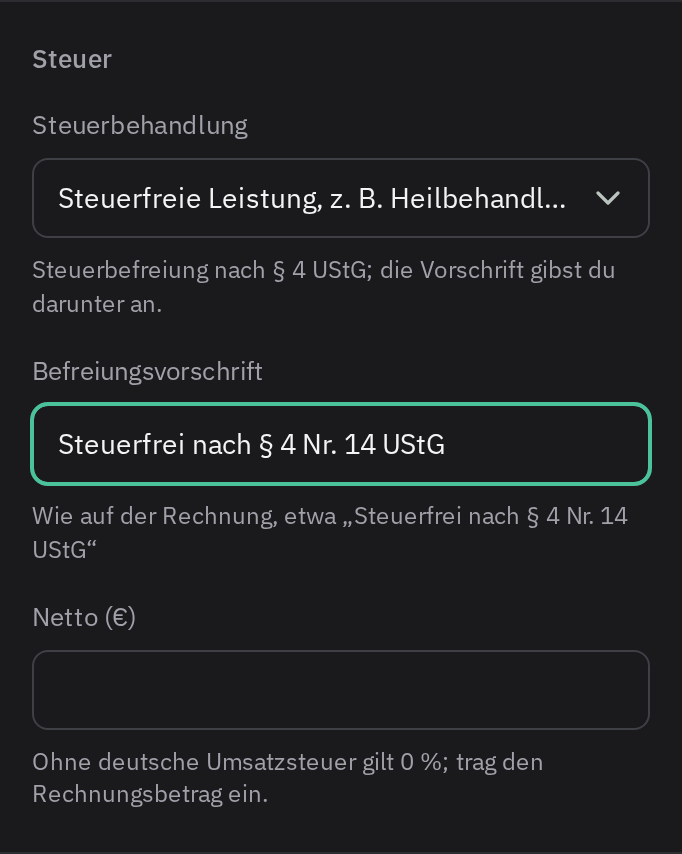 Steuer
Steuerbehandlung
Steuerfreie Leistung, z. B. Heilbehandl...
Steuerbefreiung nach § 4 UStG; die Vorschrift gibst du
darunter an.
Befreiungsvorschrift
Steuerfrei nach § 4 Nr. 14 UStG
Wie auf der Rechnung, etwa „Steuerfrei nach § 4 Nr. 14
UStG“
Netto (€)
Ohne deutsche Umsatzsteuer gilt 0 %; trag den
Rechnungsbetrag ein.